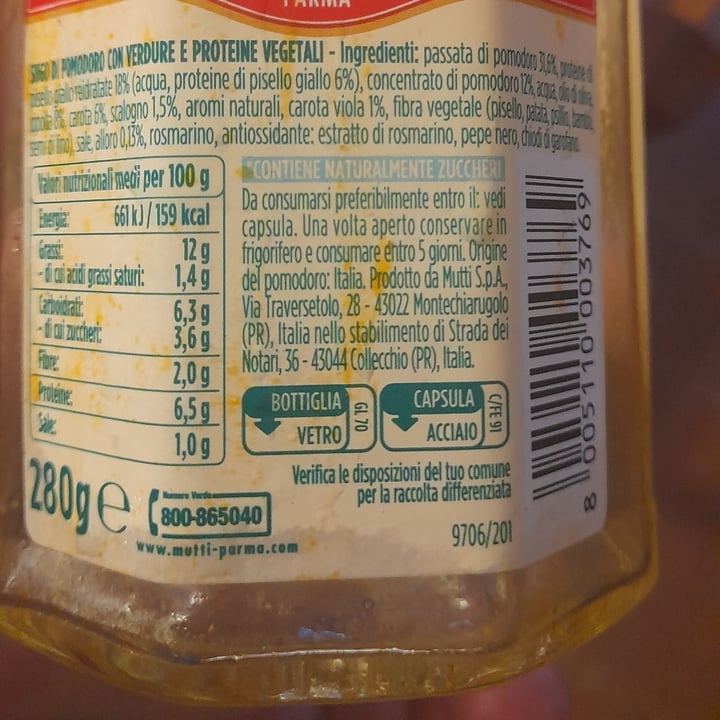 PARMA
SUGO DI POMODORO CON VERDURE E PROTEINE VEGETALI - Ingredienti: passata di pomodoro 31,6%, proteine di
pisello giallo reidratate 18% (acqua, proteine di pisello giallo 6%), concentrato di pomodoro 12%, acqua, olio di oliva,
cipolla 8%, carota 6%, scalogno 1,5%, aromi naturali, carota viola 1%, fibra vegetale (pisello, patata, psillio, bambù,
semi di lino), sale, alloro 0,13%, rosmarino, antiossidante: estratto di rosmarino, pepe nero, chiodi di garofano.
Valori nutrizionali medi per 100 g
Energia: 661 kJ / 159 kcal
Grassi: 12 g
- di cui acidi grassi saturi: 1,4 g
Carboidrati: 6,3 g
- di cui zuccheri: 3,6 g
Fibre: 2,0 g
Proteine: 6,5 g
Sale: 1,0 g
280g e
Numero Verde
800-865040
www.mutti-parma.com
*CONTIENE NATURALMENTE ZUCCHERI
Da consumarsi preferibilmente entro il: vedi
capsula. Una volta aperto conservare in
frigorifero e consumare entro 5 giorni. Origine
del pomodoro: Italia. Prodotto da Mutti S.p.A.,
Via Traversetolo, 28 - 43022 Montechiarugolo
(PR), Italia nello stabilimento di Strada dei
Notari, 36 - 43044 Collecchio (PR), Italia.
BOTTIGLIA
VETRO
GL 70
CAPSULA
ACCIAIO
C/FE 91
Verifica le disposizioni del tuo comune
per la raccolta differenziata
9706/201
8 005110 003769